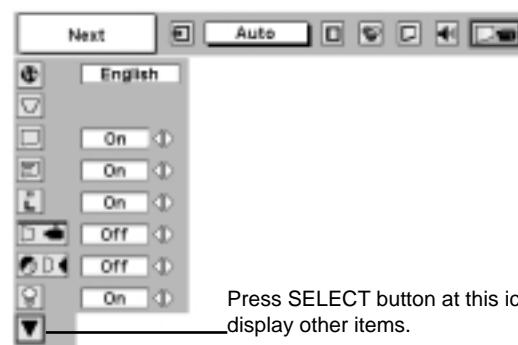 Next
Auto
English
On
On
On
Off
Off
On
Press SELECT button at this ic
display other items.